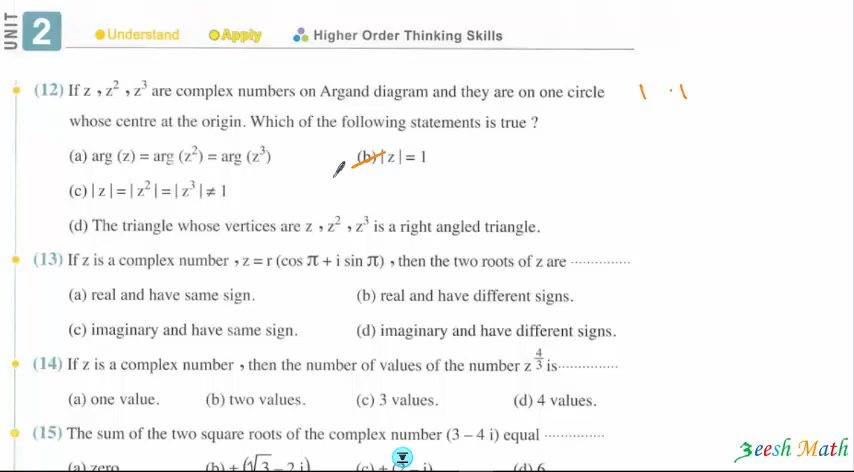 UNIT 2 Understand Apply Higher Order Thinking Skills
(12) If z , z² , z³ are complex numbers on Argand diagram and they are on one circle
whose centre at the origin. Which of the following statements is true ?
(a) arg (z) = arg (z²) = arg (z³) (b) | z | = 1
(c) | z | = | z² | = | z³ | ≠ 1
(d) The triangle whose vertices are z , z² , z³ is a right angled triangle.
(13) If z is a complex number , z = r (cos π + i sin π) , then the two roots of z are ················
(a) real and have same sign. (b) real and have different signs.
(c) imaginary and have same sign. (d) imaginary and have different signs.
(14) If z is a complex number , then the number of values of the number z^(4/3) is················
(a) one value. (b) two values. (c) 3 values. (d) 4 values.
(15) The sum of the two square roots of the complex number (3 – 4 i) equal ················
(a) zero (d) 6
Zeesh Math